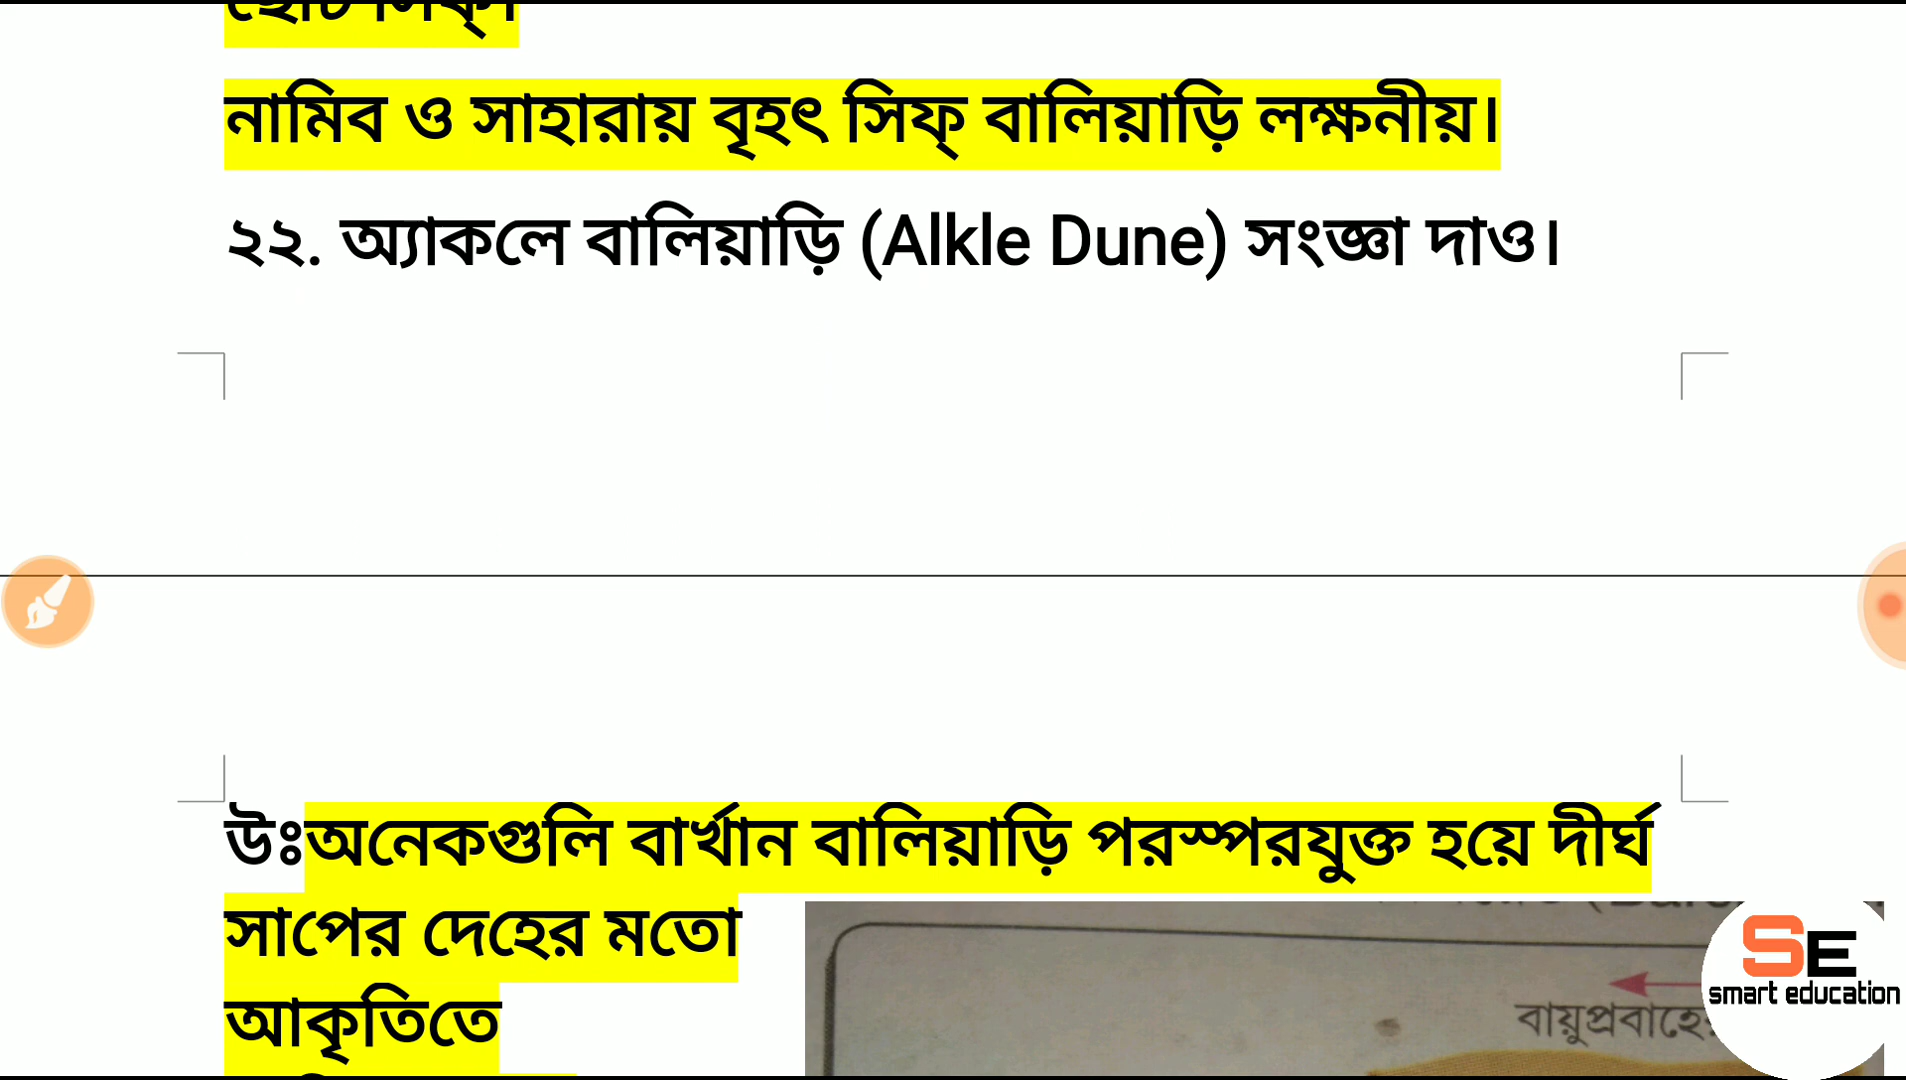 নামিব ও সাহারায় বৃহৎ সিফ্ বালিয়াড়ি লক্ষনীয়।
২২. অ্যাকলে বালিয়াড়ি (Alkle Dune) সংজ্ঞা দাও।
উঃঅনেকগুলি বার্খান বালিয়াড়ি পরস্পরযুক্ত হয়ে দীর্ঘ
সাপের দেহের মতো
আকৃতিতে
বায়ুপ্রবাহের
SE
smart education